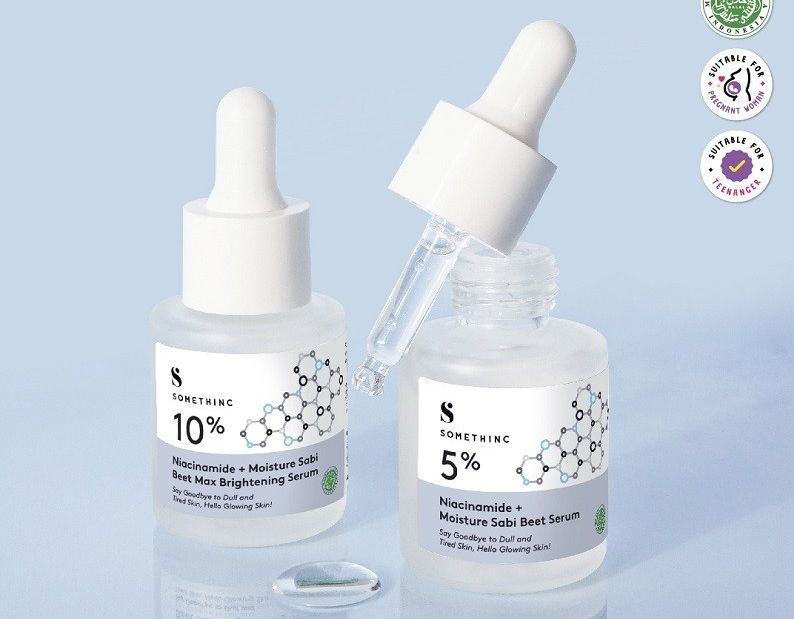 INDONESIA
SUITABLE FOR
PREGNANT WOMAN
SUITABLE FOR
TEENANGER
S
SOMETHINC
10%
Niacinamide + Moisture Sabi
Beet Max Brightening Serum
Say Goodbye to Dull and
Tired Skin, Hello Glowing Skin!
S
SOMETHINC
5%
Niacinamide +
Moisture Sabi Beet Serum
Say Goodbye to Dull and
Tired Skin, Hello Glowing Skin!